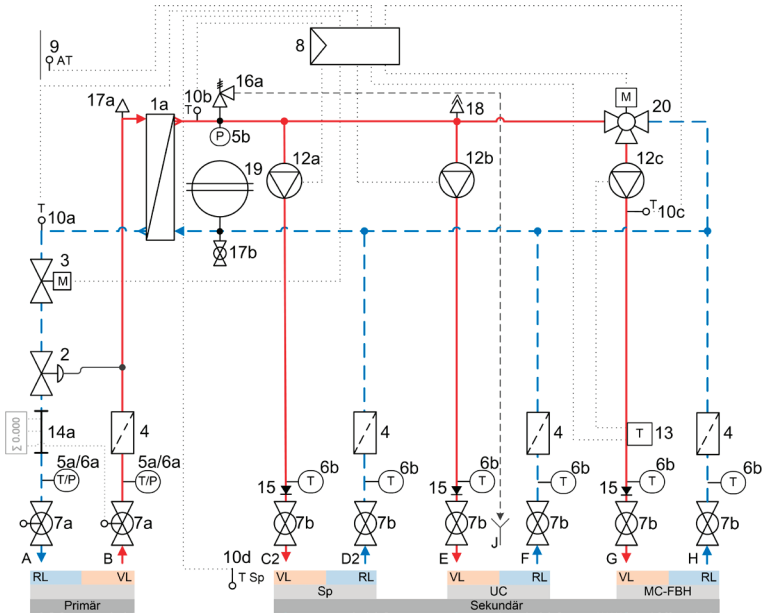 8
9
AT
M
17a
1a
10b
T
16a
18
20
P
5b
12a
12b
12c
19
T
10a
T
10c
17b
3
M
2
Σ 0.000
14a
4
4
4
T
13
4
5a/6a
T/P
5a/6a
T/P
6b
T
6b
T
6b
T
6b
T
6b
T
6b
T
15
15
15
7a
7a
7b
7b
7b
7b
7b
7b
J
A
B
10d
T Sp
C2
D2
E
F
G
H
RL
VL
VL
RL
VL
RL
VL
RL
Sp
UC
MC-FBH
Primär
Sekundär